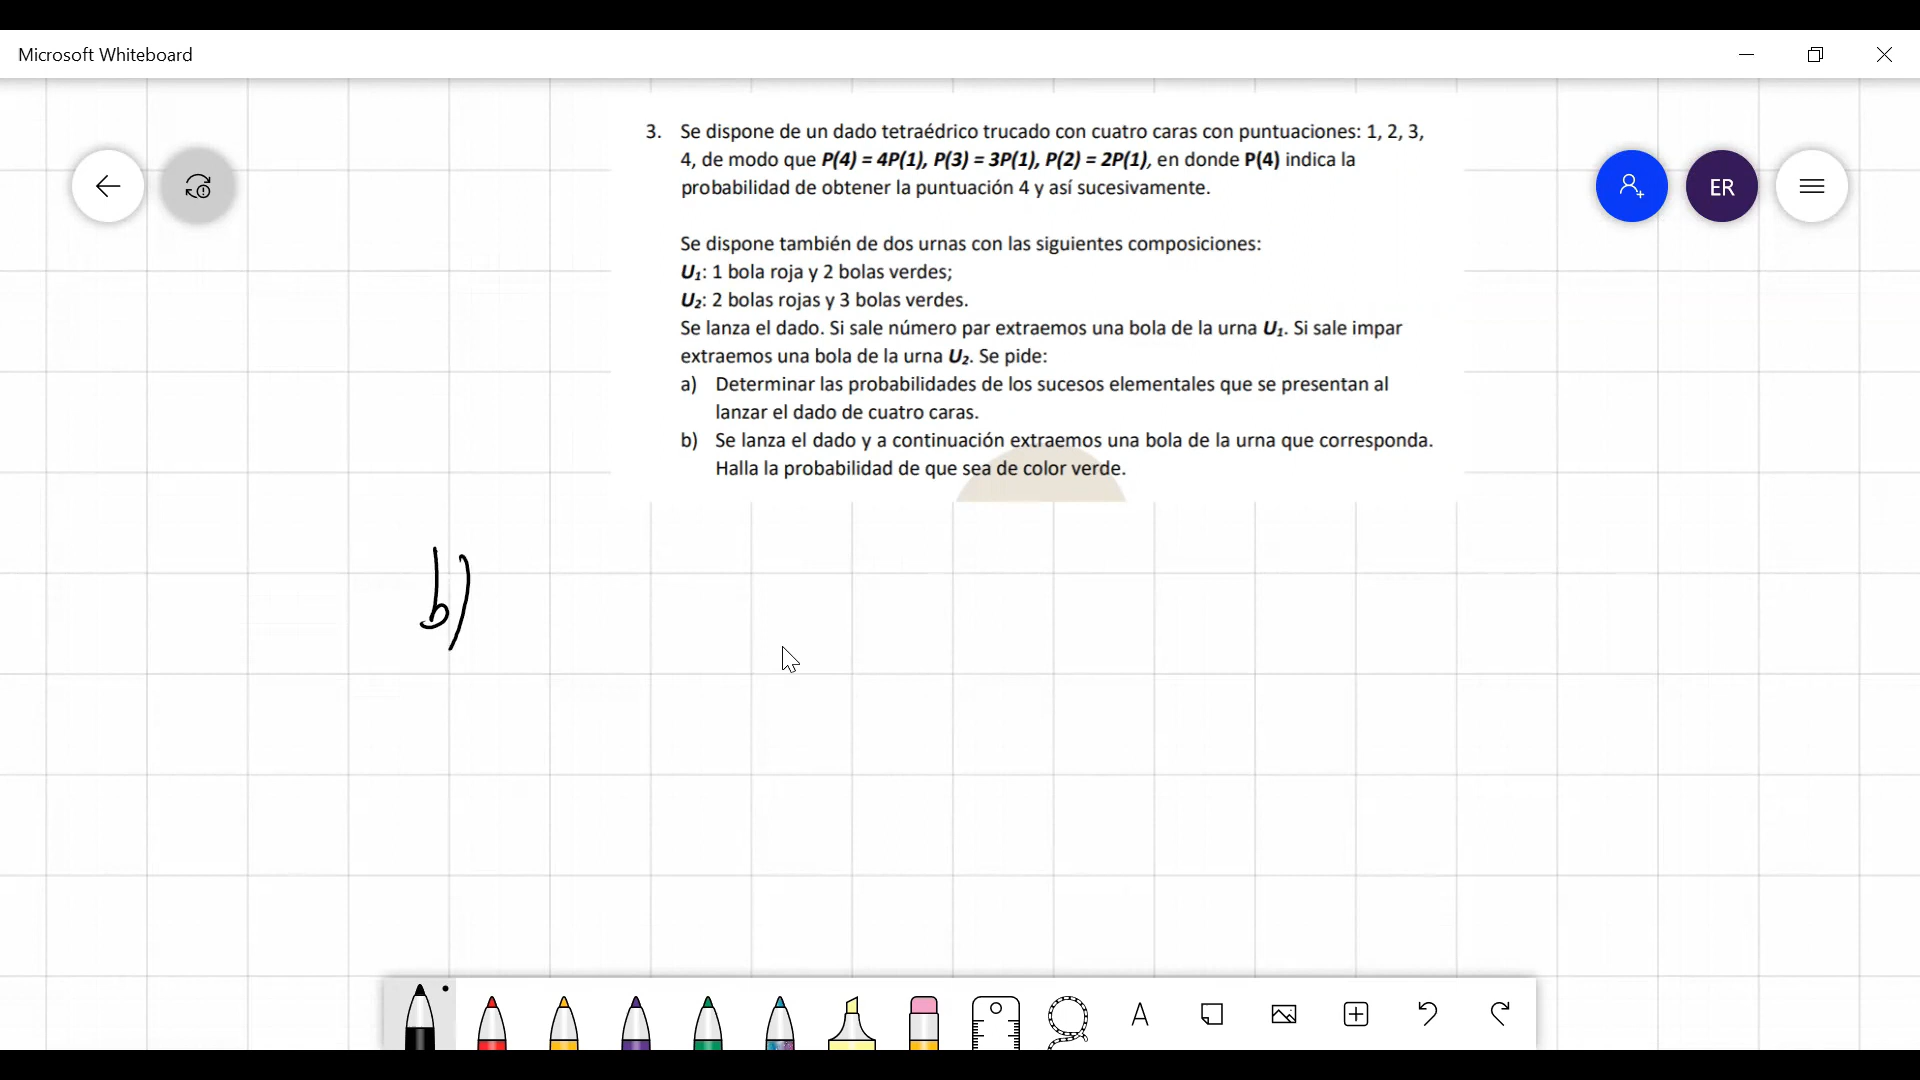 Microsoft Whiteboard
3. Se dispone de un dado tetraédrico trucado con cuatro caras con puntuaciones: 1, 2, 3,
4, de modo que P(4) = 4P(1), P(3) = 3P(1), P(2) = 2P(1), en donde P(4) indica la
probabilidad de obtener la puntuación 4 y así sucesivamente.
ER
Se dispone también de dos urnas con las siguientes composiciones:
U₁: 1 bola roja y 2 bolas verdes;
U₂: 2 bolas rojas y 3 bolas verdes.
Se lanza el dado. Si sale número par extraemos una bola de la urna U₁. Si sale impar
extraemos una bola de la urna U₂. Se pide:
a) Determinar las probabilidades de los sucesos elementales que se presentan al
lanzar el dado de cuatro caras.
b) Se lanza el dado y a continuación extraemos una bola de la urna que corresponda.
Halla la probabilidad de que sea de color verde.
b)